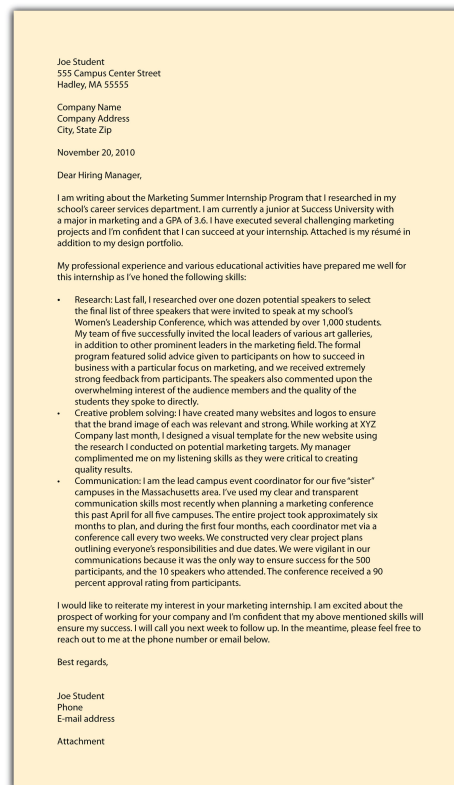 Joe Student
555 Campus Center Street
Hadley, MA 55555
Company Name
Company Address
City, State Zip
November 20, 2010
Dear Hiring Manager,
I am writing about the Marketing Summer Internship Program that I researched in my
school's career services department. I am currently a junior at Success University with
a major in marketing and a GPA of 3.6. I have executed several challenging marketing
projects and I'm confident that I can succeed at your internship. Attached is my résumé in
addition to my design portfolio.
My professional experience and various educational activities have prepared me well for
this internship as I've honed the following skills:
• Research: Last fall, I researched over one dozen potential speakers to select
the final list of three speakers that were invited to speak at my school's
Women's Leadership Conference, which was attended by over 1,000 students.
My team of five successfully invited the local leaders of various art galleries,
in addition to other prominent leaders in the marketing field. The formal
program featured solid advice given to participants on how to succeed in
business with a particular focus on marketing, and we received extremely
strong feedback from participants. The speakers also commented upon the
overwhelming interest of the audience members and the quality of the
students they spoke to directly.
• Creative problem solving: I have created many websites and logos to ensure
that the brand image of each was relevant and strong. While working at XYZ
Company last month, I designed a visual template for the new website using
the research I conducted on potential marketing targets. My manager
complimented me on my listening skills as they were critical to creating
quality results.
• Communication: I am the lead campus event coordinator for our five “sister”
campuses in the Massachusetts area. I've used my clear and transparent
communication skills most recently when planning a marketing conference
this past April for all five campuses. The entire project took approximately six
months to plan, and during the first four months, each coordinator met via a
conference call every two weeks. We constructed very clear project plans
outlining everyone's responsibilities and due dates. We were vigilant in our
communications because it was the only way to ensure success for the 500
participants, and the 10 speakers who attended. The conference received a 90
percent approval rating from participants.
I would like to reiterate my interest in your marketing internship. I am excited about the
prospect of working for your company and I'm confident that my above mentioned skills will
ensure my success. I will call you next week to follow up. In the meantime, please feel free to
reach out to me at the phone number or email below.
Best regards,
Joe Student
Phone
E-mail address
Attachment